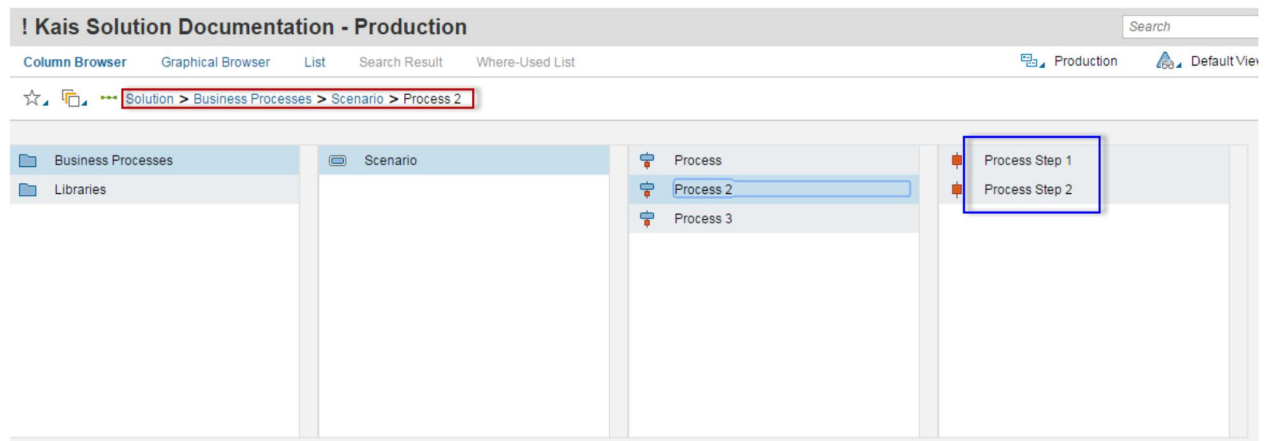 ! Kais Solution Documentation - Production
Search
Column Browser Graphical Browser List Search Result Where-Used List Production Default View
Solution > Business Processes > Scenario > Process 2
Business Processes Scenario Process Process Step 1
Libraries Process 2 Process Step 2
Process 3